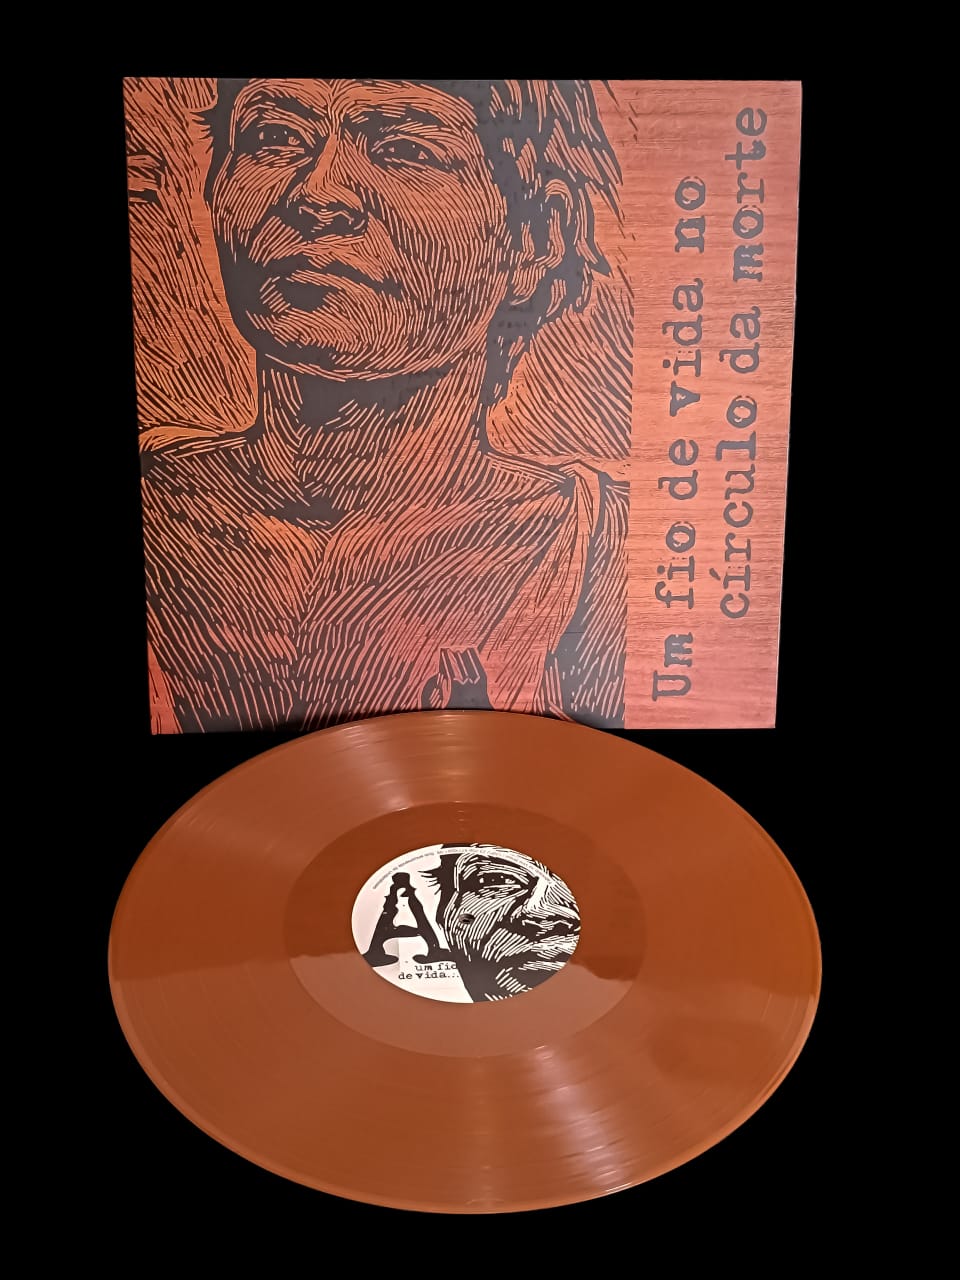 Um fio de vida no
círculo da morte
A
um fio
de vida...